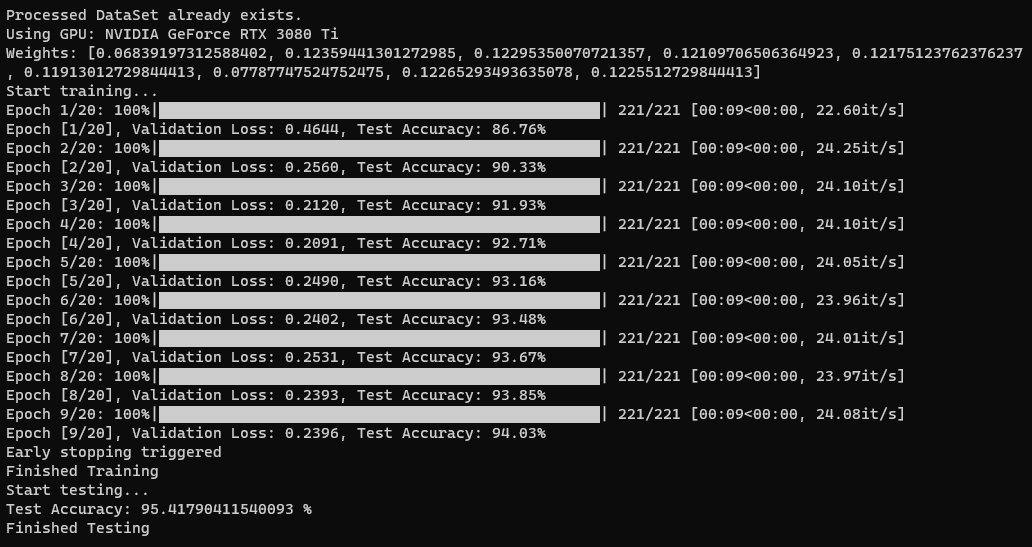 Processed DataSet already exists.
Using GPU: NVIDIA GeForce RTX 3080 Ti
Weights: [0.06839197312588402, 0.12359441301272985, 0.12295350070721357, 0.12109706506364923, 0.12175123762376237
, 0.11913012729844413, 0.07787747524752475, 0.12265293493635078, 0.1225512729844413]
Start training...
Epoch 1/20: 100%|██████████| 221/221 [00:09<00:00, 22.60it/s]
Epoch [1/20], Validation Loss: 0.4644, Test Accuracy: 86.76%
Epoch 2/20: 100%|██████████| 221/221 [00:09<00:00, 24.25it/s]
Epoch [2/20], Validation Loss: 0.2560, Test Accuracy: 90.33%
Epoch 3/20: 100%|██████████| 221/221 [00:09<00:00, 24.10it/s]
Epoch [3/20], Validation Loss: 0.2120, Test Accuracy: 91.93%
Epoch 4/20: 100%|██████████| 221/221 [00:09<00:00, 24.10it/s]
Epoch [4/20], Validation Loss: 0.2091, Test Accuracy: 92.71%
Epoch 5/20: 100%|██████████| 221/221 [00:09<00:00, 24.05it/s]
Epoch [5/20], Validation Loss: 0.2490, Test Accuracy: 93.16%
Epoch 6/20: 100%|██████████| 221/221 [00:09<00:00, 23.96it/s]
Epoch [6/20], Validation Loss: 0.2402, Test Accuracy: 93.48%
Epoch 7/20: 100%|██████████| 221/221 [00:09<00:00, 24.01it/s]
Epoch [7/20], Validation Loss: 0.2531, Test Accuracy: 93.67%
Epoch 8/20: 100%|██████████| 221/221 [00:09<00:00, 23.97it/s]
Epoch [8/20], Validation Loss: 0.2393, Test Accuracy: 93.85%
Epoch 9/20: 100%|██████████| 221/221 [00:09<00:00, 24.08it/s]
Epoch [9/20], Validation Loss: 0.2396, Test Accuracy: 94.03%
Early stopping triggered
Finished Training
Start testing...
Test Accuracy: 95.41790411540093 %
Finished Testing